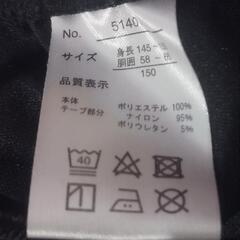 No. 5140
サイズ 身長 145~
胴囲 58~
150
品質表示
本体 ポリエステル 100%
テープ部分 ナイロン 95%
ポリウレタン 5%
40